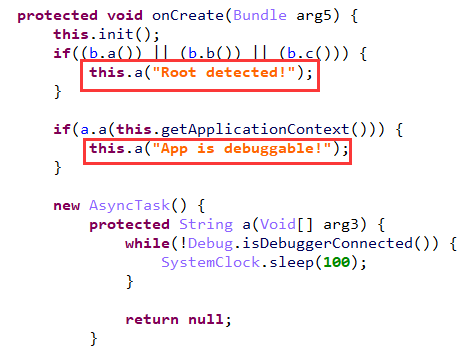 protected void onCreate(Bundle arg5) {
    this.init();
    if((b.a()) || (b.b()) || (b.c())) {
        this.a("Root detected!");
    }

    if(a.a(this.getApplicationContext())) {
        this.a("App is debuggable!");
    }

    new AsyncTask() {
        protected String a(Void[] arg3) {
            while(!Debug.isDebuggerConnected()) {
                SystemClock.sleep(100);
            }

            return null;
        }